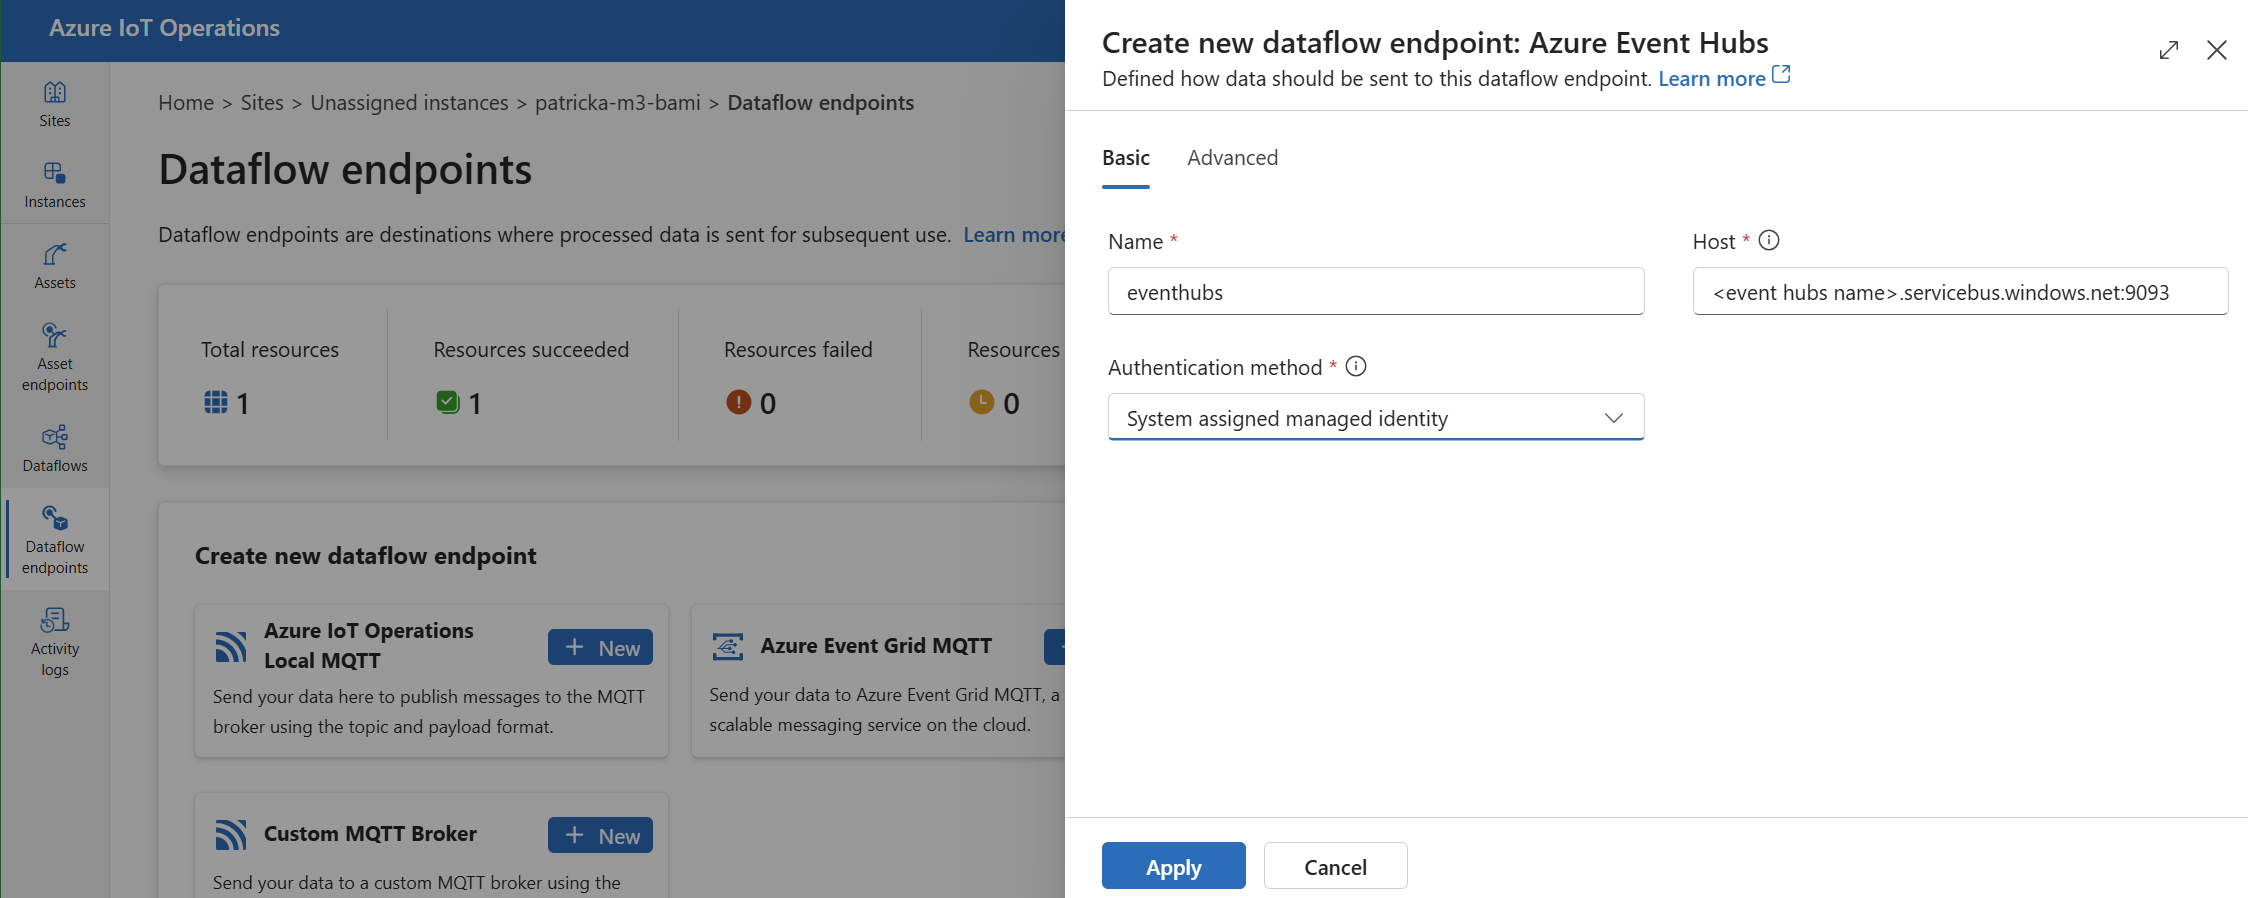 Azure IoT Operations
Sites
Instances
Assets
Asset
endpoints
Dataflows
Dataflow
endpoints
Activity
logs
Home > Sites > Unassigned instances > patricka-m3-bami > Dataflow endpoints
Dataflow endpoints
Dataflow endpoints are destinations where processed data is sent for subsequent use. Learn more
Total resources
1
Resources succeeded
1
Resources failed
0
Resources
0
Create new dataflow endpoint
Azure IoT Operations
Local MQTT
+ New
Send your data here to publish messages to the MQTT
broker using the topic and payload format.
Azure Event Grid MQTT
Send your data to Azure Event Grid MQTT, a
scalable messaging service on the cloud.
Custom MQTT Broker
+ New
Send your data to a custom MQTT broker using the
Create new dataflow endpoint: Azure Event Hubs
Defined how data should be sent to this dataflow endpoint. Learn more
Basic
Advanced
Name *
eventhubs
Host *
<event hubs name>.servicebus.windows.net:9093
Authentication method *
System assigned managed identity
Apply
Cancel